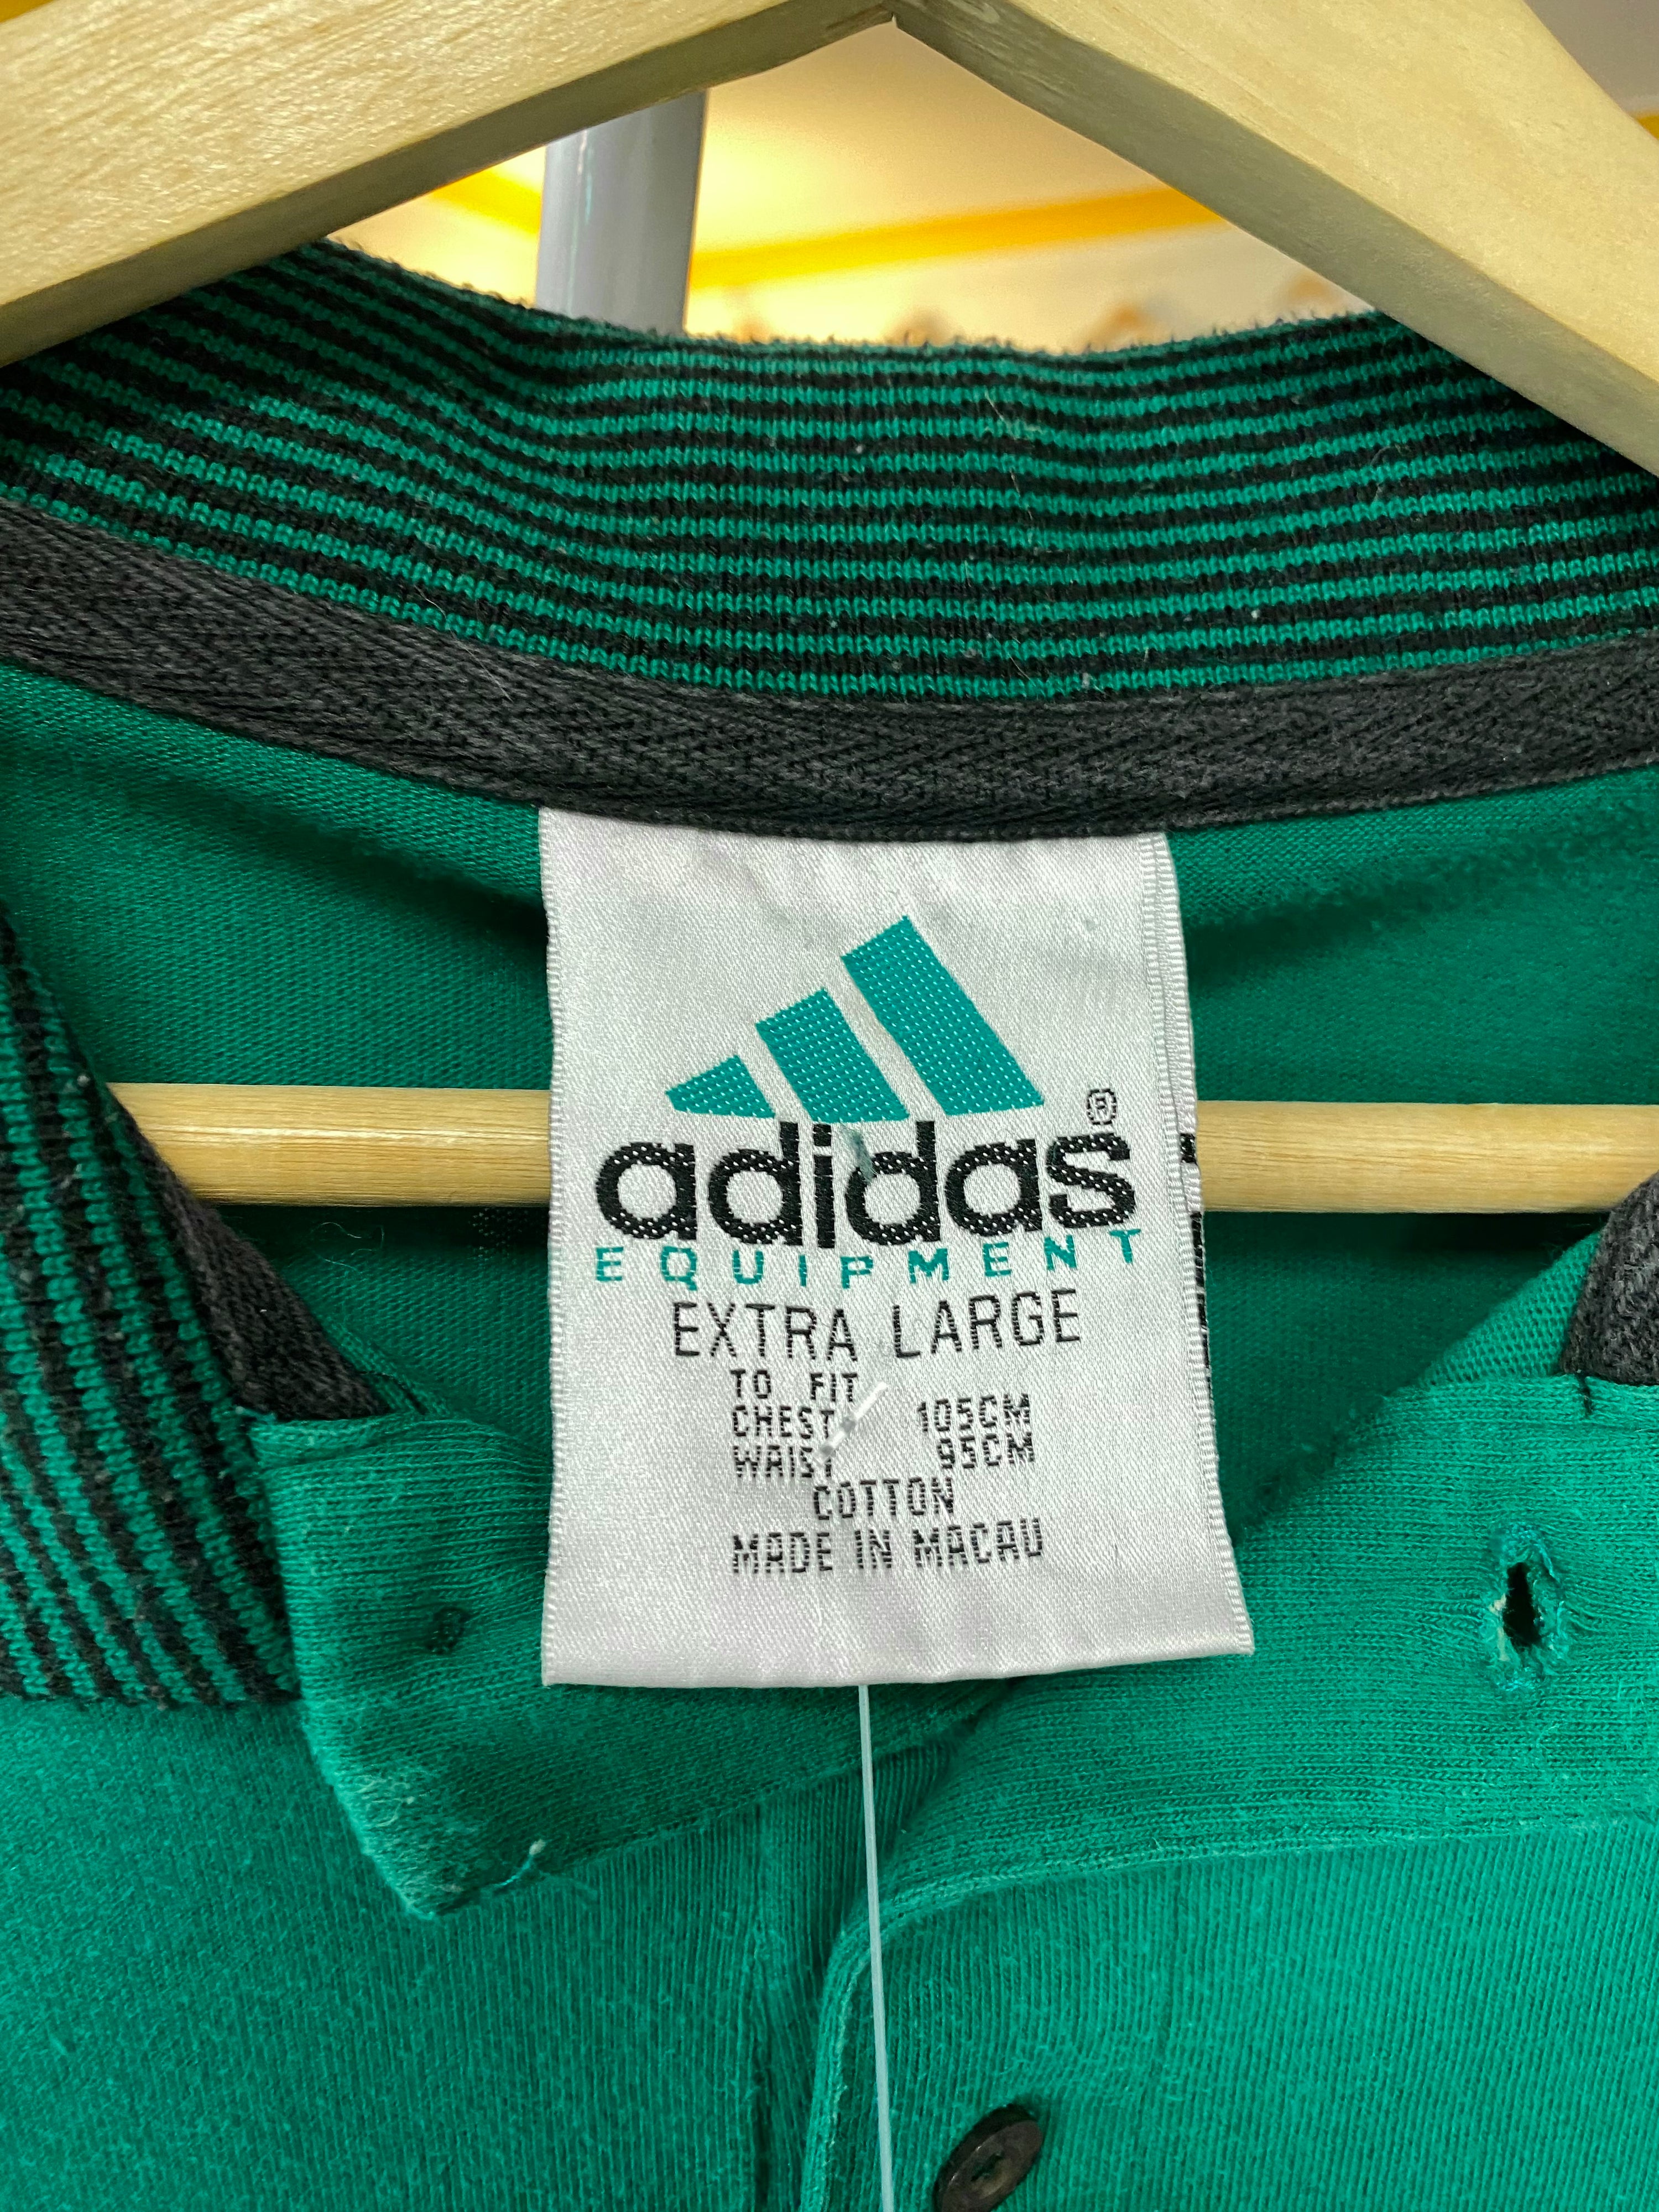 adidas®
EQUIPMENT
EXTRA LARGE
TO FIT
CHEST 105CM
WAIST 95CM
COTTON
MADE IN MACAU